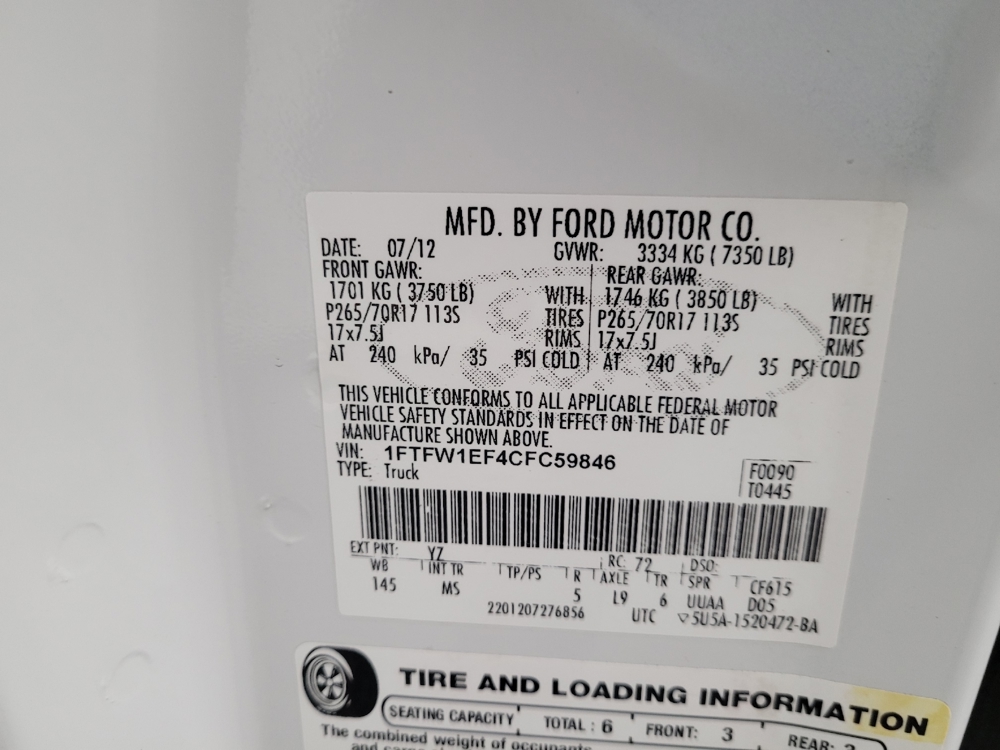 MFD. BY FORD MOTOR CO.
DATE: 07/12 GVWR: 3334 KG ( 7350 LB)
FRONT GAWR: REAR GAWR:
1701 KG ( 3750 LB) WITH 1746 KG ( 3850 LB) WITH
P265/70R17 113S TIRES P265/70R17 113S TIRES
17x7.5J RIMS 17x7.5J RIMS
AT 240 kPa/ 35 PSI COLD AT 240 kPa/ 35 PSI COLD
THIS VEHICLE CONFORMS TO ALL APPLICABLE FEDERAL MOTOR
VEHICLE SAFETY STANDARDS IN EFFECT ON THE DATE OF
MANUFACTURE SHOWN ABOVE.
VIN: 1FTFW1EF4CFC59846 F0090
TYPE: Truck T0445
EXT PNT: YZ RC: 72 DSO:
WB INT TR TP/PS R AXLE TR SPR CF615
145 MS 5 L9 6 UUAA D05
2201207276856 UTC ▽5U5A-1520472-BA
TIRE AND LOADING INFORMATION
SEATING CAPACITY TOTAL : 6 FRONT: 3 REAR:
The combined weight of occupants
and